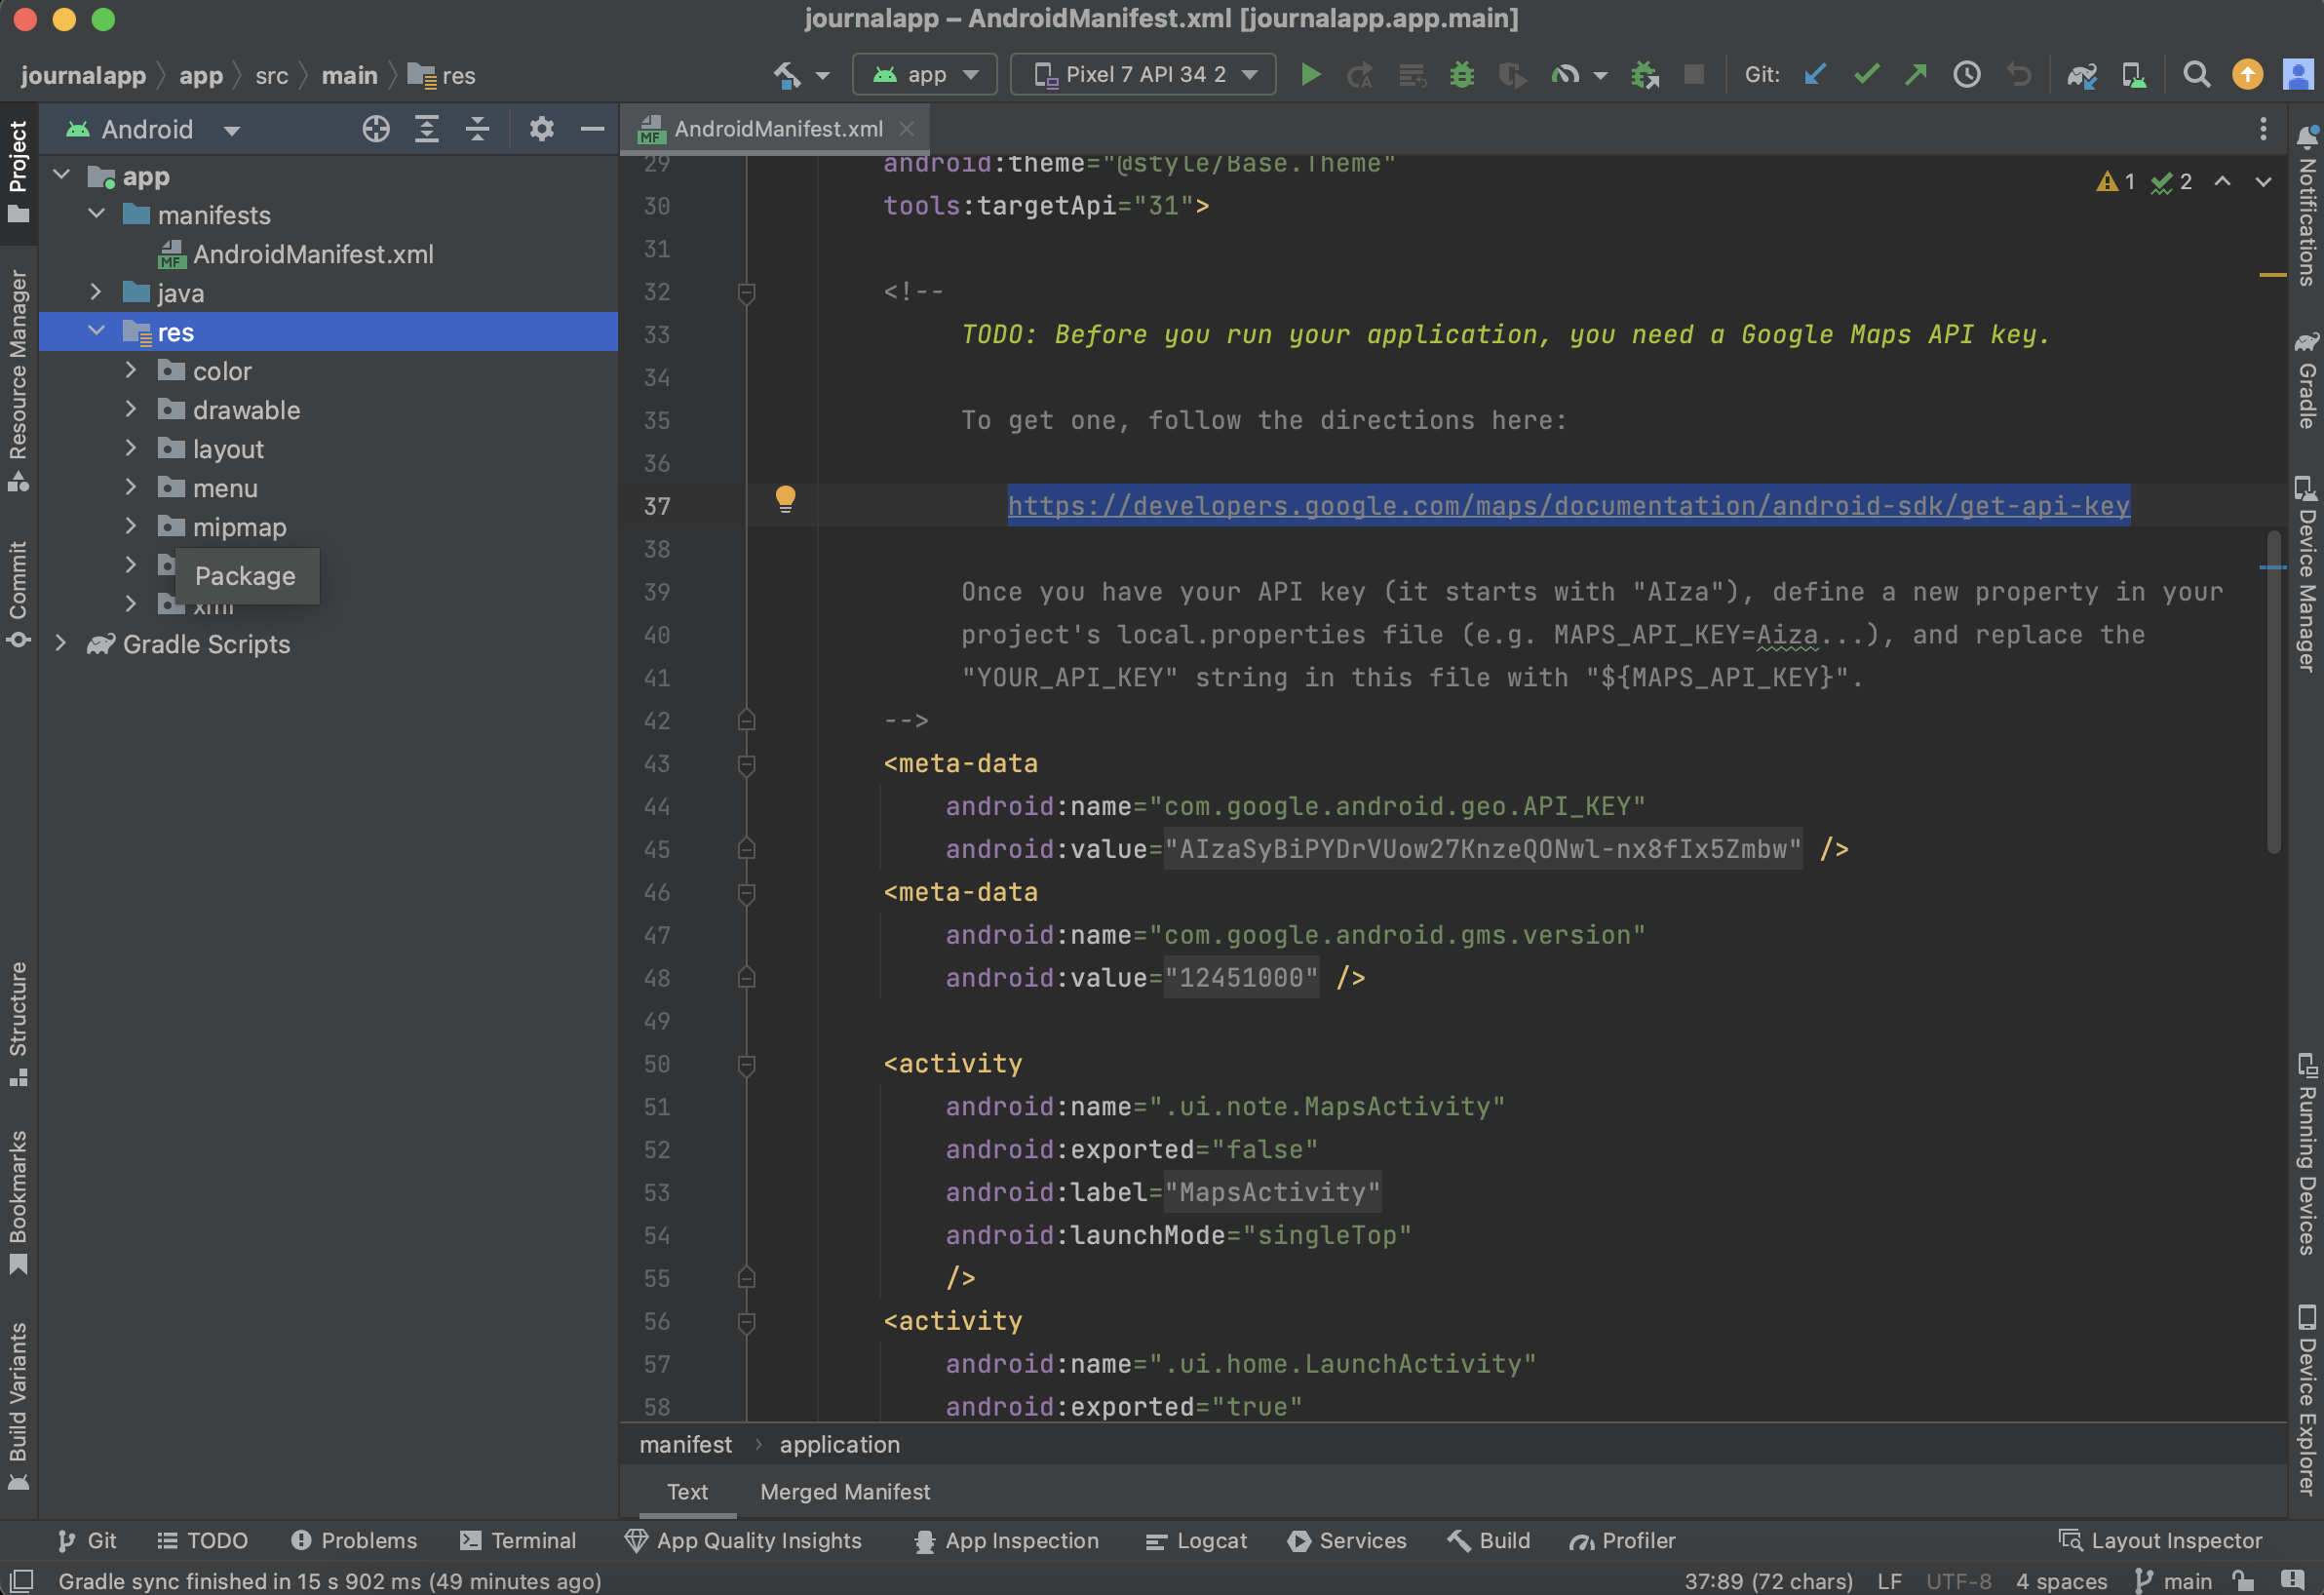 journalapp – AndroidManifest.xml [journalapp.app.main]
journalapp app src main res
app Pixel 7 API 34 2 Git:
Project
Resource Manager
Commit
Structure
Bookmarks
Build Variants
Android
app
manifests
AndroidManifest.xml
java
res
color
drawable
layout
menu
mipmap
Package
xml
Gradle Scripts
AndroidManifest.xml
1 2
29 android:theme="@style/Base.Theme"
30 tools:targetApi="31">
31
32 <!--
33 TODO: Before you run your application, you need a Google Maps API key.
34
35 To get one, follow the directions here:
36
37 https://developers.google.com/maps/documentation/android-sdk/get-api-key
38
39 Once you have your API key (it starts with "AIza"), define a new property in your
40 project's local.properties file (e.g. MAPS_API_KEY=Aiza...), and replace the
41 "YOUR_API_KEY" string in this file with "${MAPS_API_KEY}".
42 -->
43 <meta-data
44 android:name="com.google.android.geo.API_KEY"
45 android:value="AIzaSyBiPYDrVUow27KnzeQONwl-nx8fIx5Zmbw" />
46 <meta-data
47 android:name="com.google.android.gms.version"
48 android:value="12451000" />
49
50 <activity
51 android:name=".ui.note.MapsActivity"
52 android:exported="false"
53 android:label="MapsActivity"
54 android:launchMode="singleTop"
55 />
56 <activity
57 android:name=".ui.home.LaunchActivity"
58 android:exported="true"
manifest application
Text Merged Manifest
Notifications
Gradle
Device Manager
Running Devices
Device Explorer
Git TODO Problems Terminal App Quality Insights App Inspection Logcat Services Build Profiler Layout Inspector
Gradle sync finished in 15 s 902 ms (49 minutes ago) 37:89 (72 chars) LF UTF-8 4 spaces main